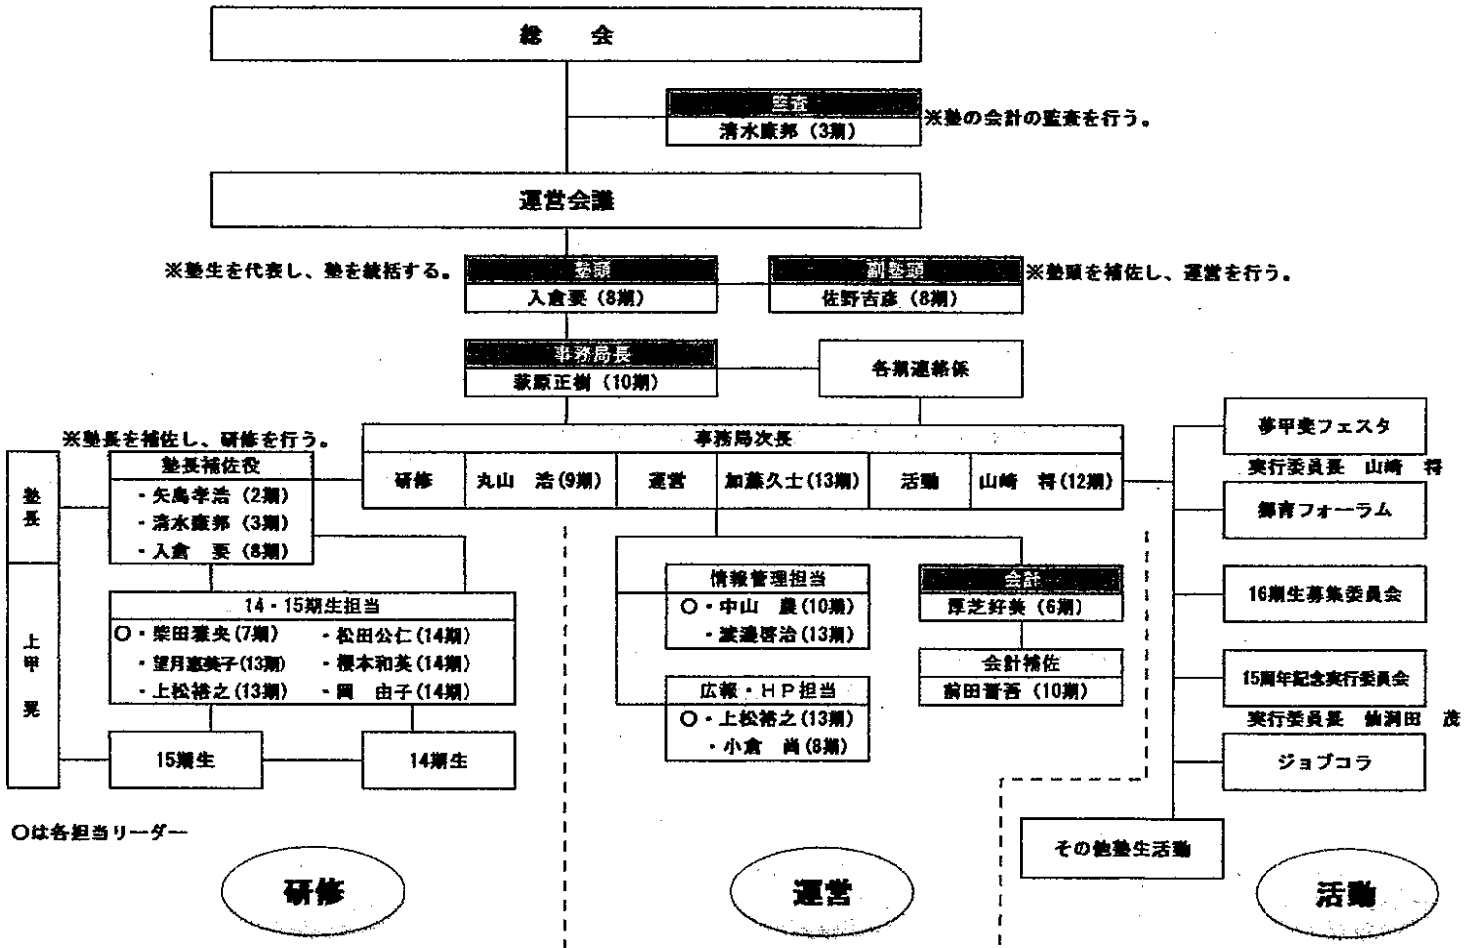 総 会
監査
清水康邦(3期)
※塾の会計の監査を行う。
運営会議
※塾生を代表し、塾を統括する。
塾頭
入倉要(8期)
副塾頭
佐野吉彦(8期)
※塾頭を補佐し、運営を行う。
事務局長
萩原正樹(10期)
各期連絡係
※塾長を補佐し、研修を行う。
事務局次長
研修
丸山 浩(9期)
運営
加藤久士(13期)
活動
山崎 将(12期)
塾長
上甲 晃
塾長補佐役
・矢島孝浩(2期)
・清水康邦(3期)
・入倉 要(8期)
14・15期生担当
〇・柴田雅央(7期) ・松田公仁(14期)
・望月恵美子(13期) ・櫻本和英(14期)
・上松裕之(13期) ・岡 由子(14期)
15期生
14期生
〇は各担当リーダー
情報管理担当
〇・中山 農(10期)
・渡邊啓治(13期)
広報・HP担当
〇・上松裕之(13期)
・小倉 尚(8期)
会計
厚芝好美(6期)
会計補佐
前田晋吾(10期)
夢甲斐フェスタ
実行委員長 山崎 将
郷育フォーラム
16期生募集委員会
15周年記念実行委員会
実行委員長 仙洞田 茂
ジョブコラ
その他塾生活動
研修
運営
活動